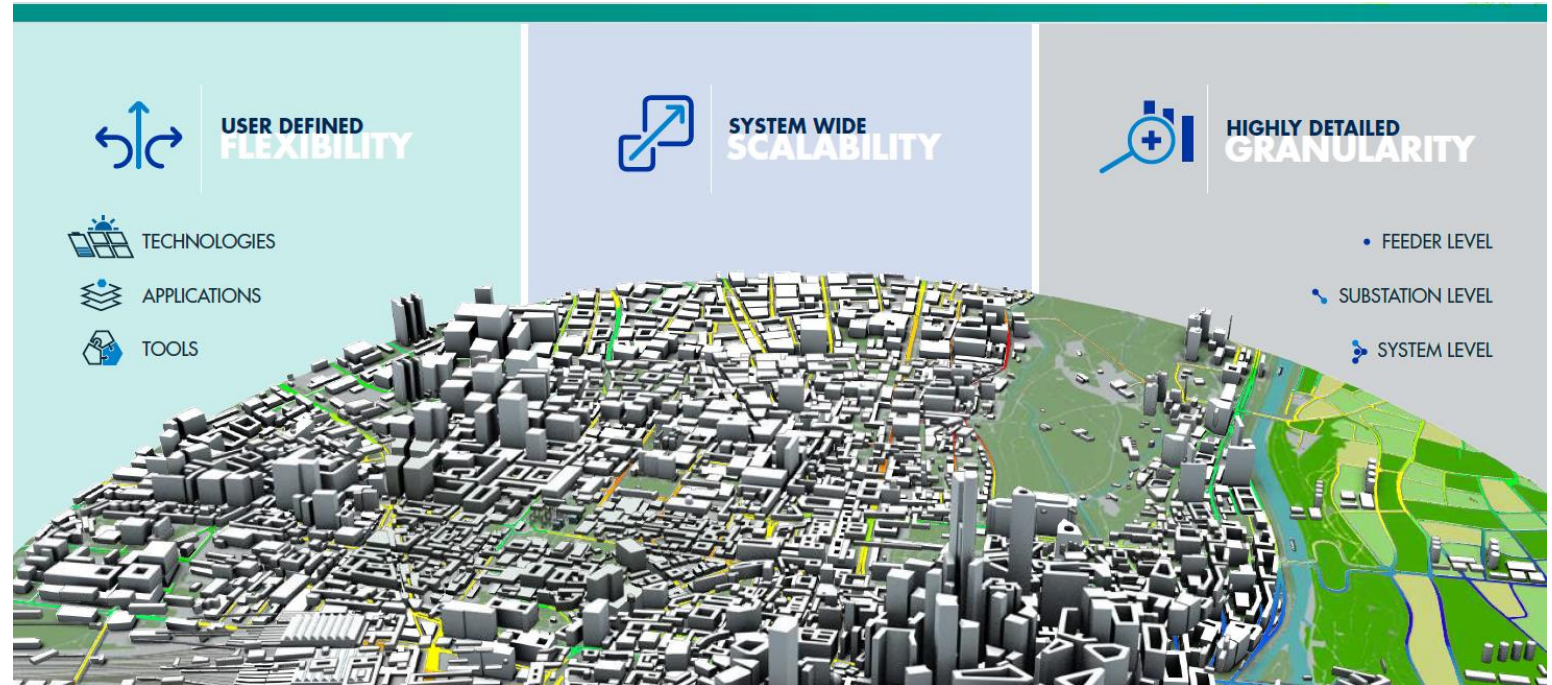 USER DEFINED
FLEXIBILITY
TECHNOLOGIES
APPLICATIONS
TOOLS
SYSTEM WIDE
SCALABILITY
HIGHLY DETAILED
GRANULARITY
• FEEDER LEVEL
SUBSTATION LEVEL
SYSTEM LEVEL